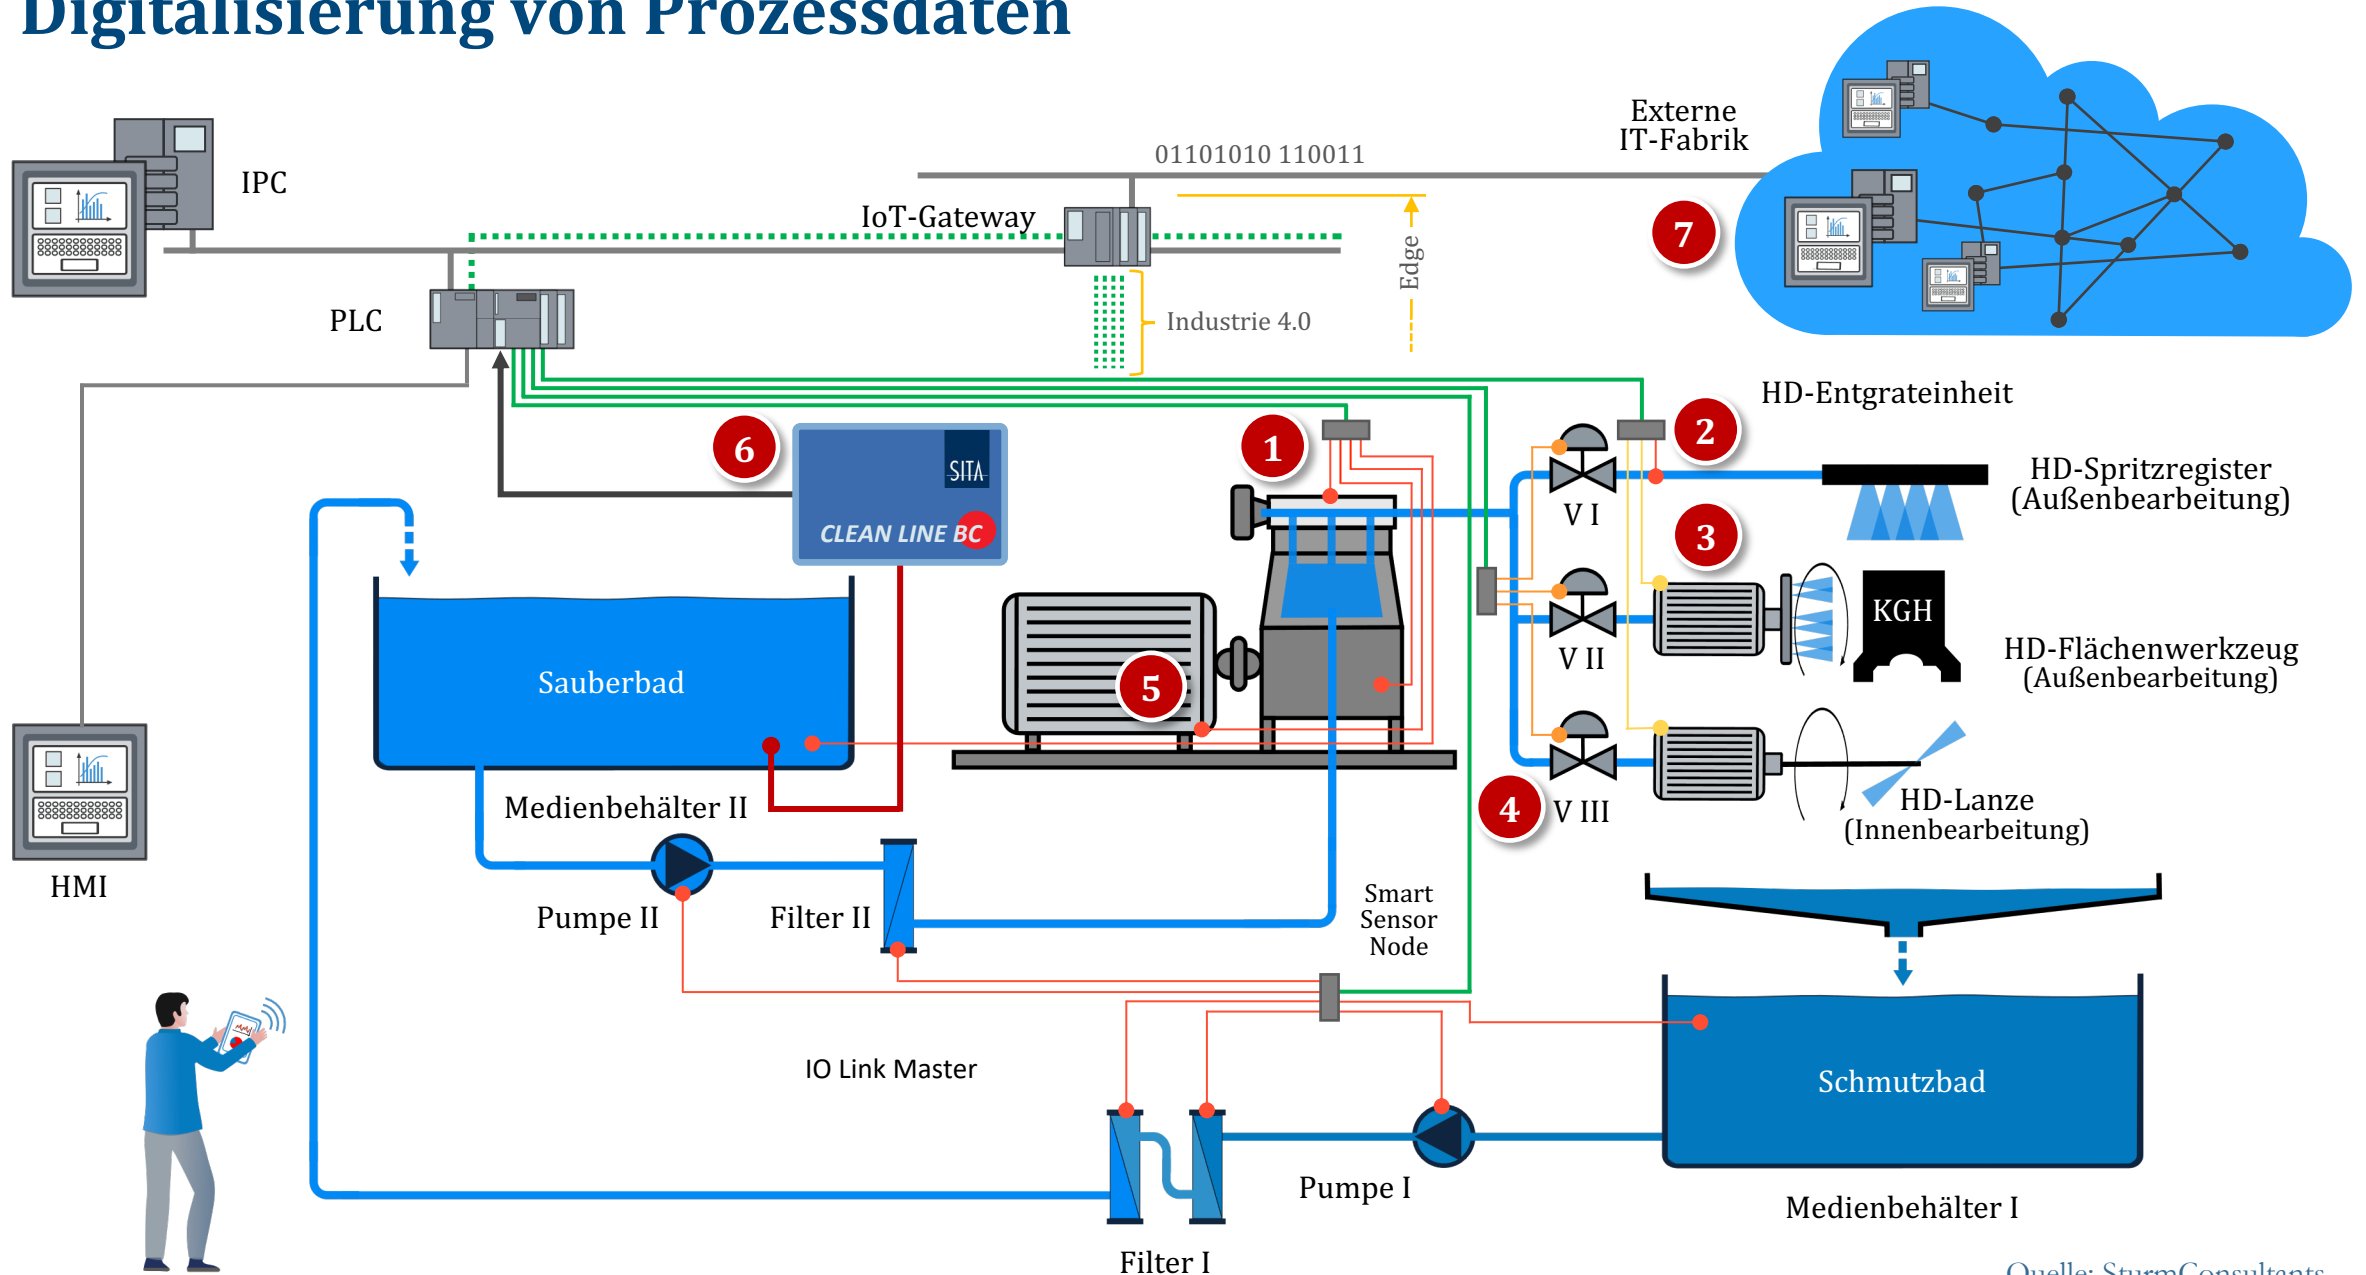 Digitalisierung von Prozessdaten
Externe
IT-Fabrik
01101010 110011
IPC
IoT-Gateway
7
Edge
PLC
Industrie 4.0
HD-Entgrateinheit
6
SITA
CLEAN LINE BC
1
2
V I
HD-Spritzregister
(Außenbearbeitung)
3
KGH
V II
HD-Flächenwerkzeug
(Außenbearbeitung)
Sauberbad
5
4
V III
HD-Lanze
(Innenbearbeitung)
Medienbehälter II
HMI
Pumpe II
Filter II
Smart
Sensor
Node
IO Link Master
Schmutzbad
Pumpe I
Medienbehälter I
Filter I
Quelle: SturmConsultants